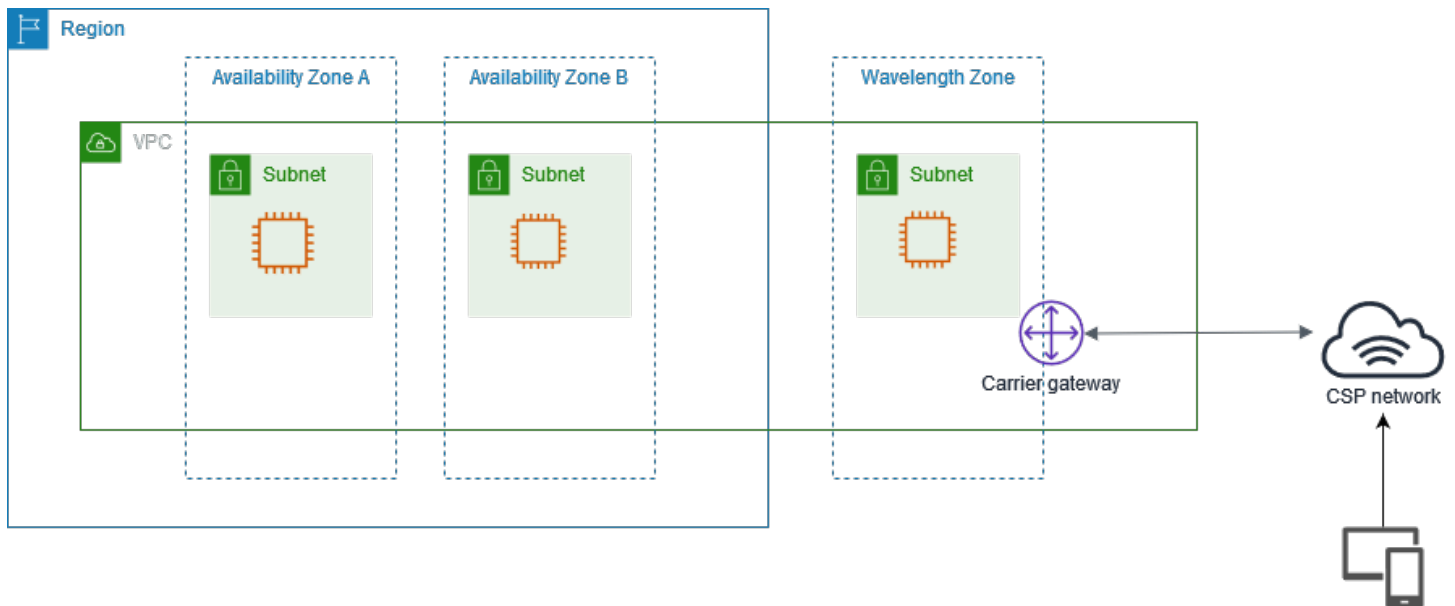 Region
Availability Zone A
Availability Zone B
Wavelength Zone
VPC
Subnet
Subnet
Subnet
Carrier gateway
CSP network